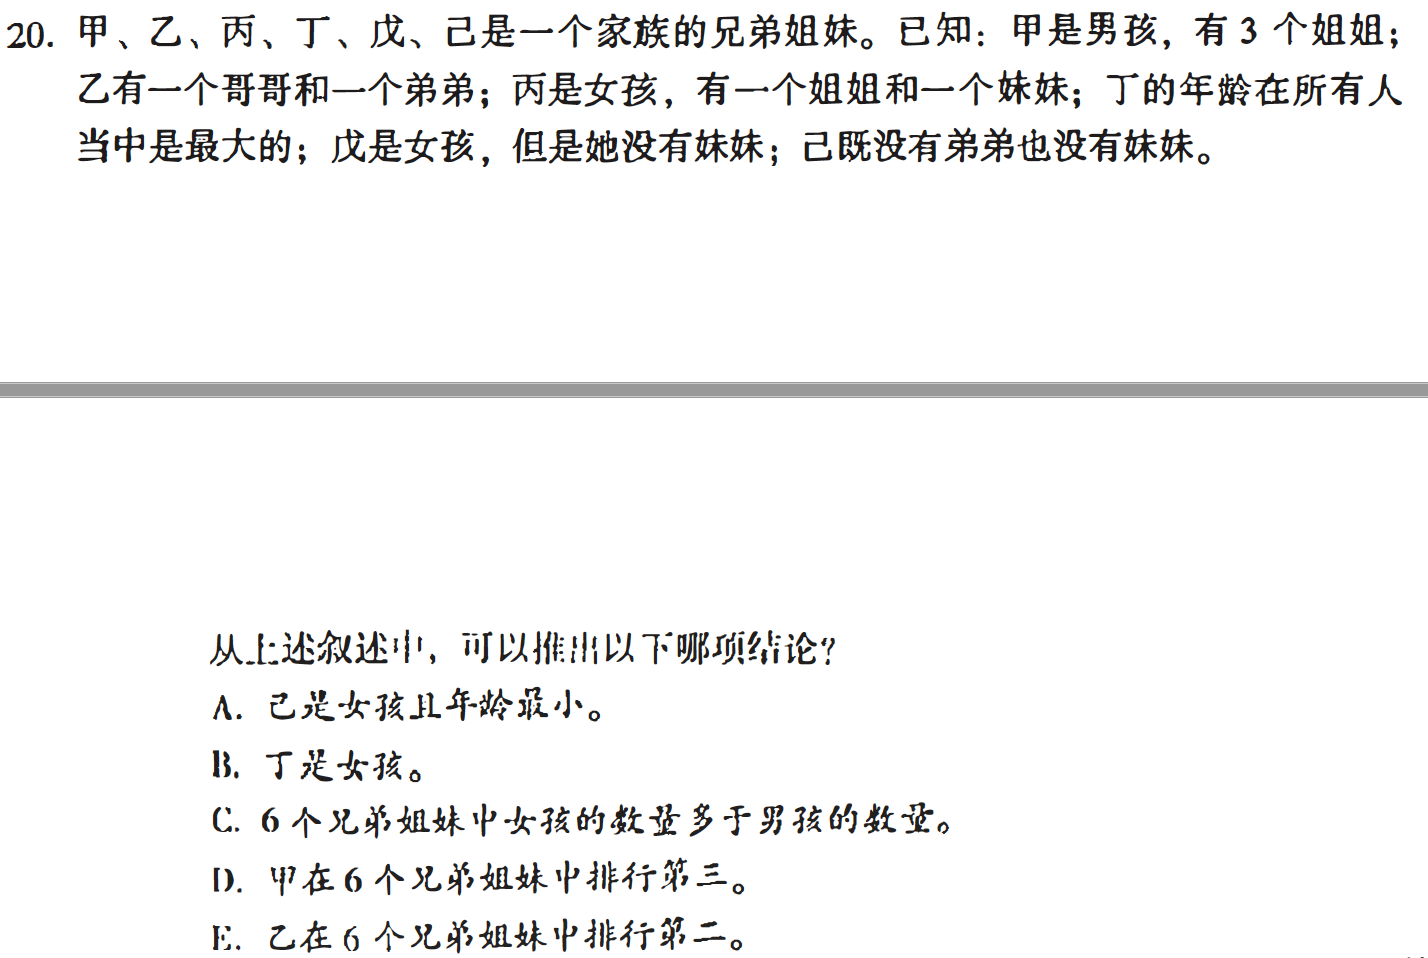 20. 甲、乙、丙、丁、戊、己是一个家族的兄弟姐妹。已知：甲是男孩，有 3 个姐姐；
乙有一个哥哥和一个弟弟；丙是女孩，有一个姐姐和一个妹妹；丁的年龄在所有人
当中是最大的；戊是女孩，但是她没有妹妹；己既没有弟弟也没有妹妹。
从上述叙述中，可以推出以下哪项结论？
A. 己是女孩且年龄最小。
B. 丁是女孩。
C. 6 个兄弟姐妹中女孩的数量多于男孩的数量。
D. 甲在 6 个兄弟姐妹中排行第三。
E. 乙在 6 个兄弟姐妹中排行第二。